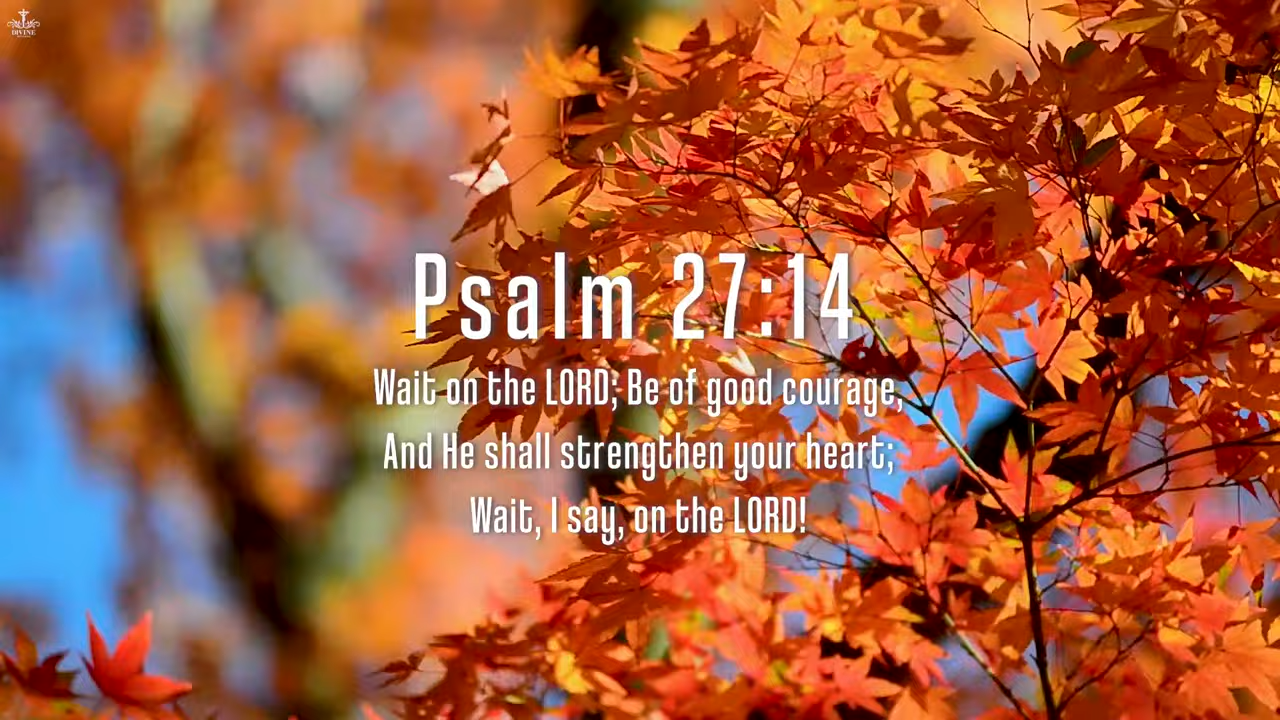 DIVINE
Psalm 27:14
Wait on the LORD; Be of good courage,
And He shall strengthen your heart;
Wait, I say, on the LORD!